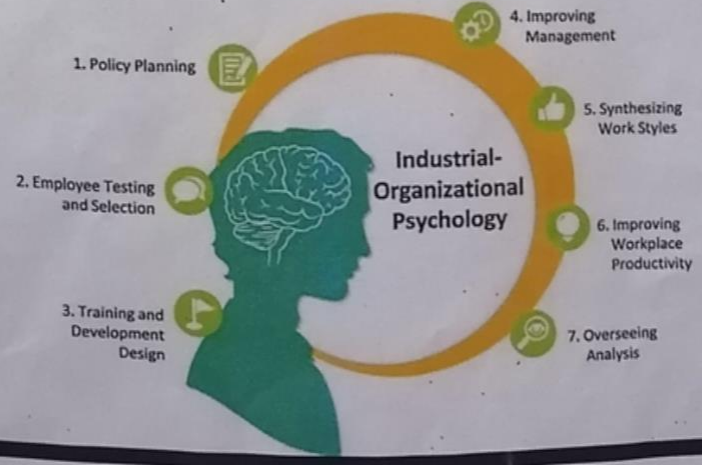 1. Policy Planning
2. Employee Testing
and Selection
3. Training and
Development
Design
Industrial-
Organizational
Psychology
4. Improving
Management
5. Synthesizing
Work Styles
6. Improving
Workplace
Productivity
7. Overseeing
Analysis